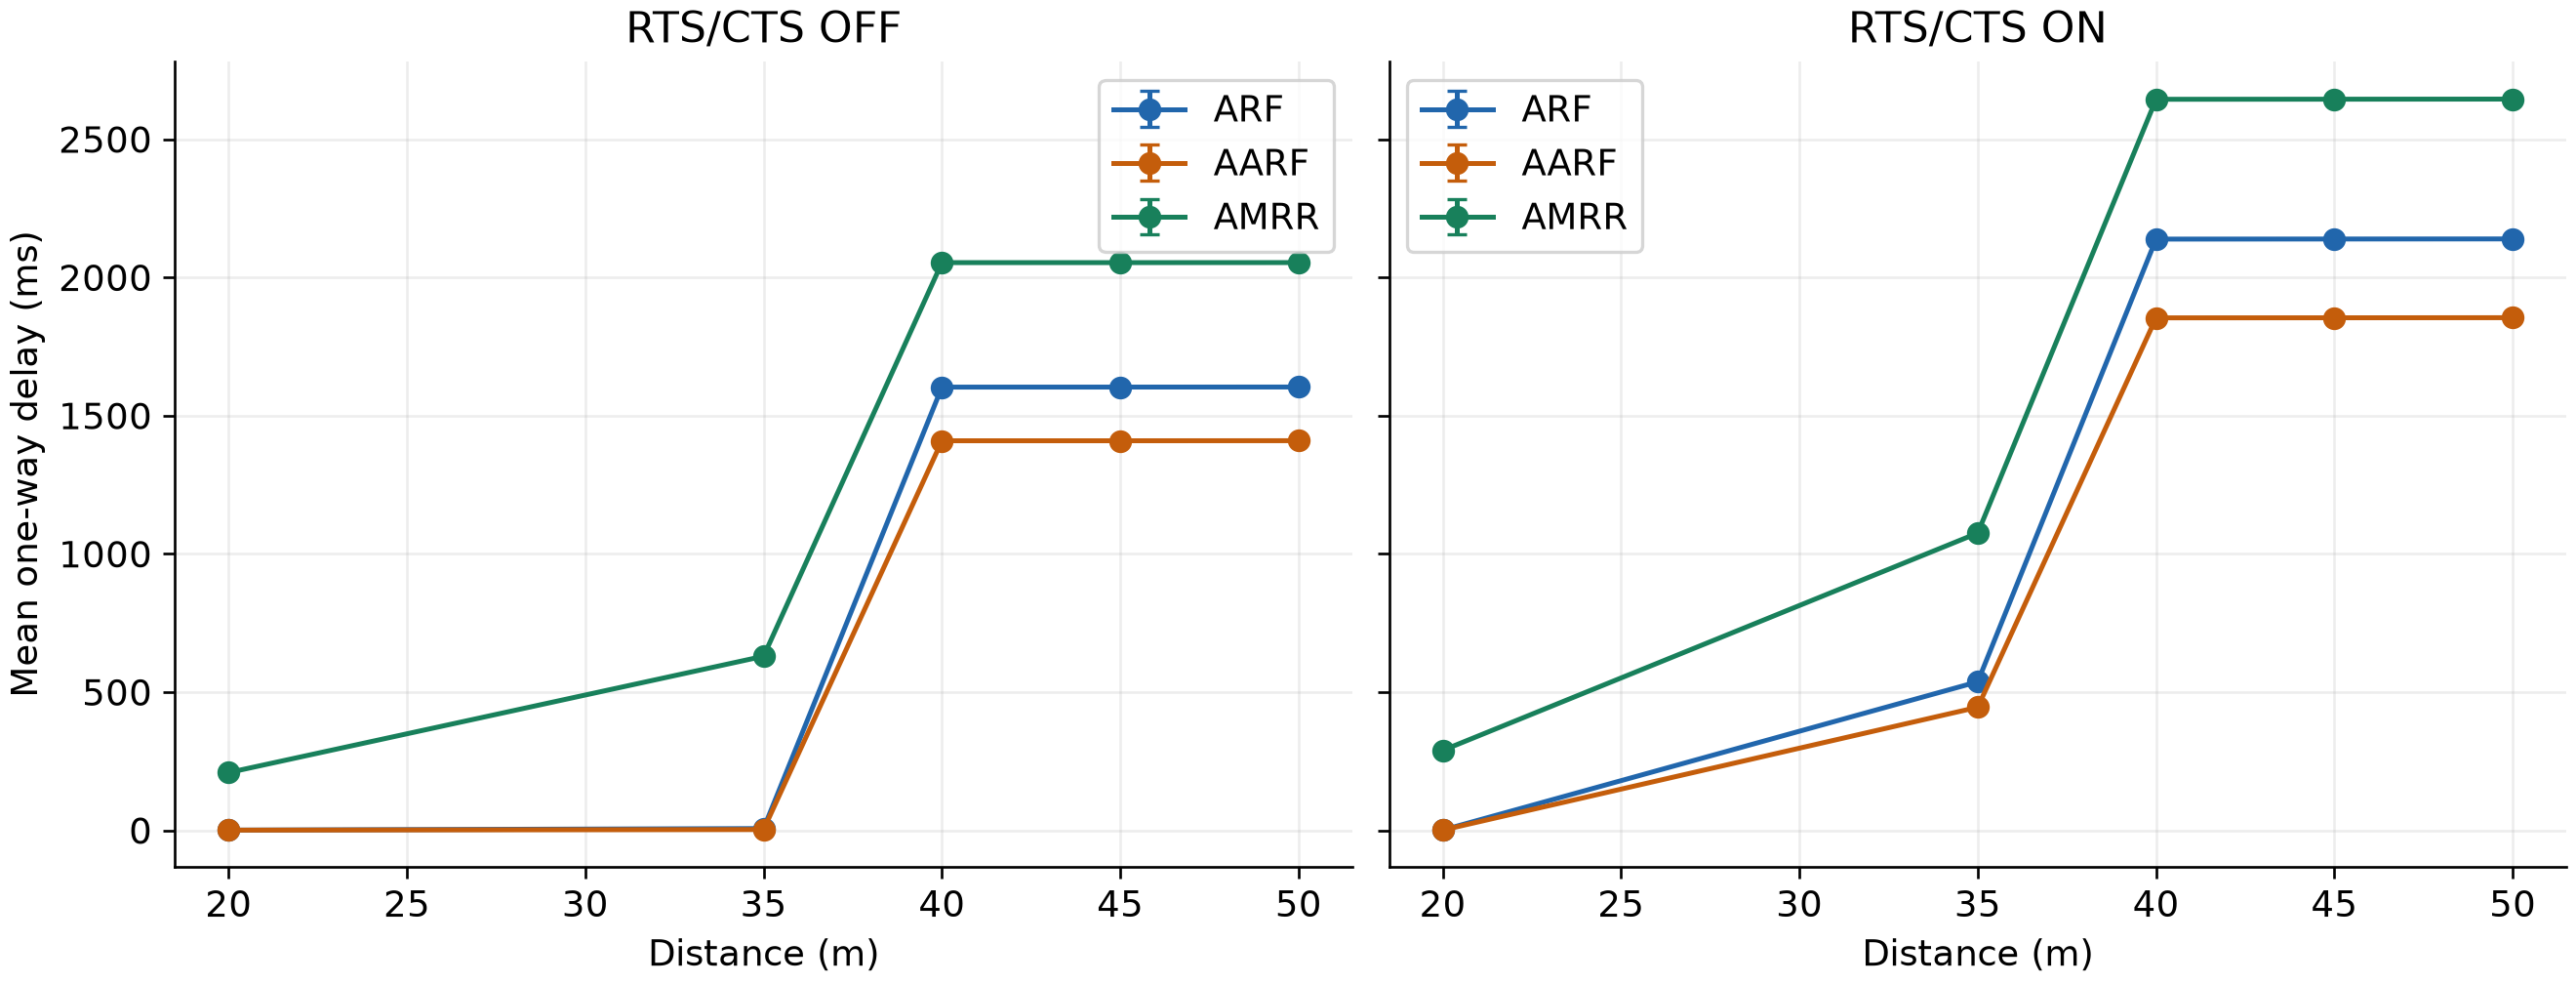 RTS/CTS OFF
RTS/CTS ON
Mean one-way delay (ms)
2500
2000
1500
1000
500
0
ARF
AARF
AMRR
20 25 30 35 40 45 50
Distance (m)
ARF
AARF
AMRR
20 25 30 35 40 45 50
Distance (m)